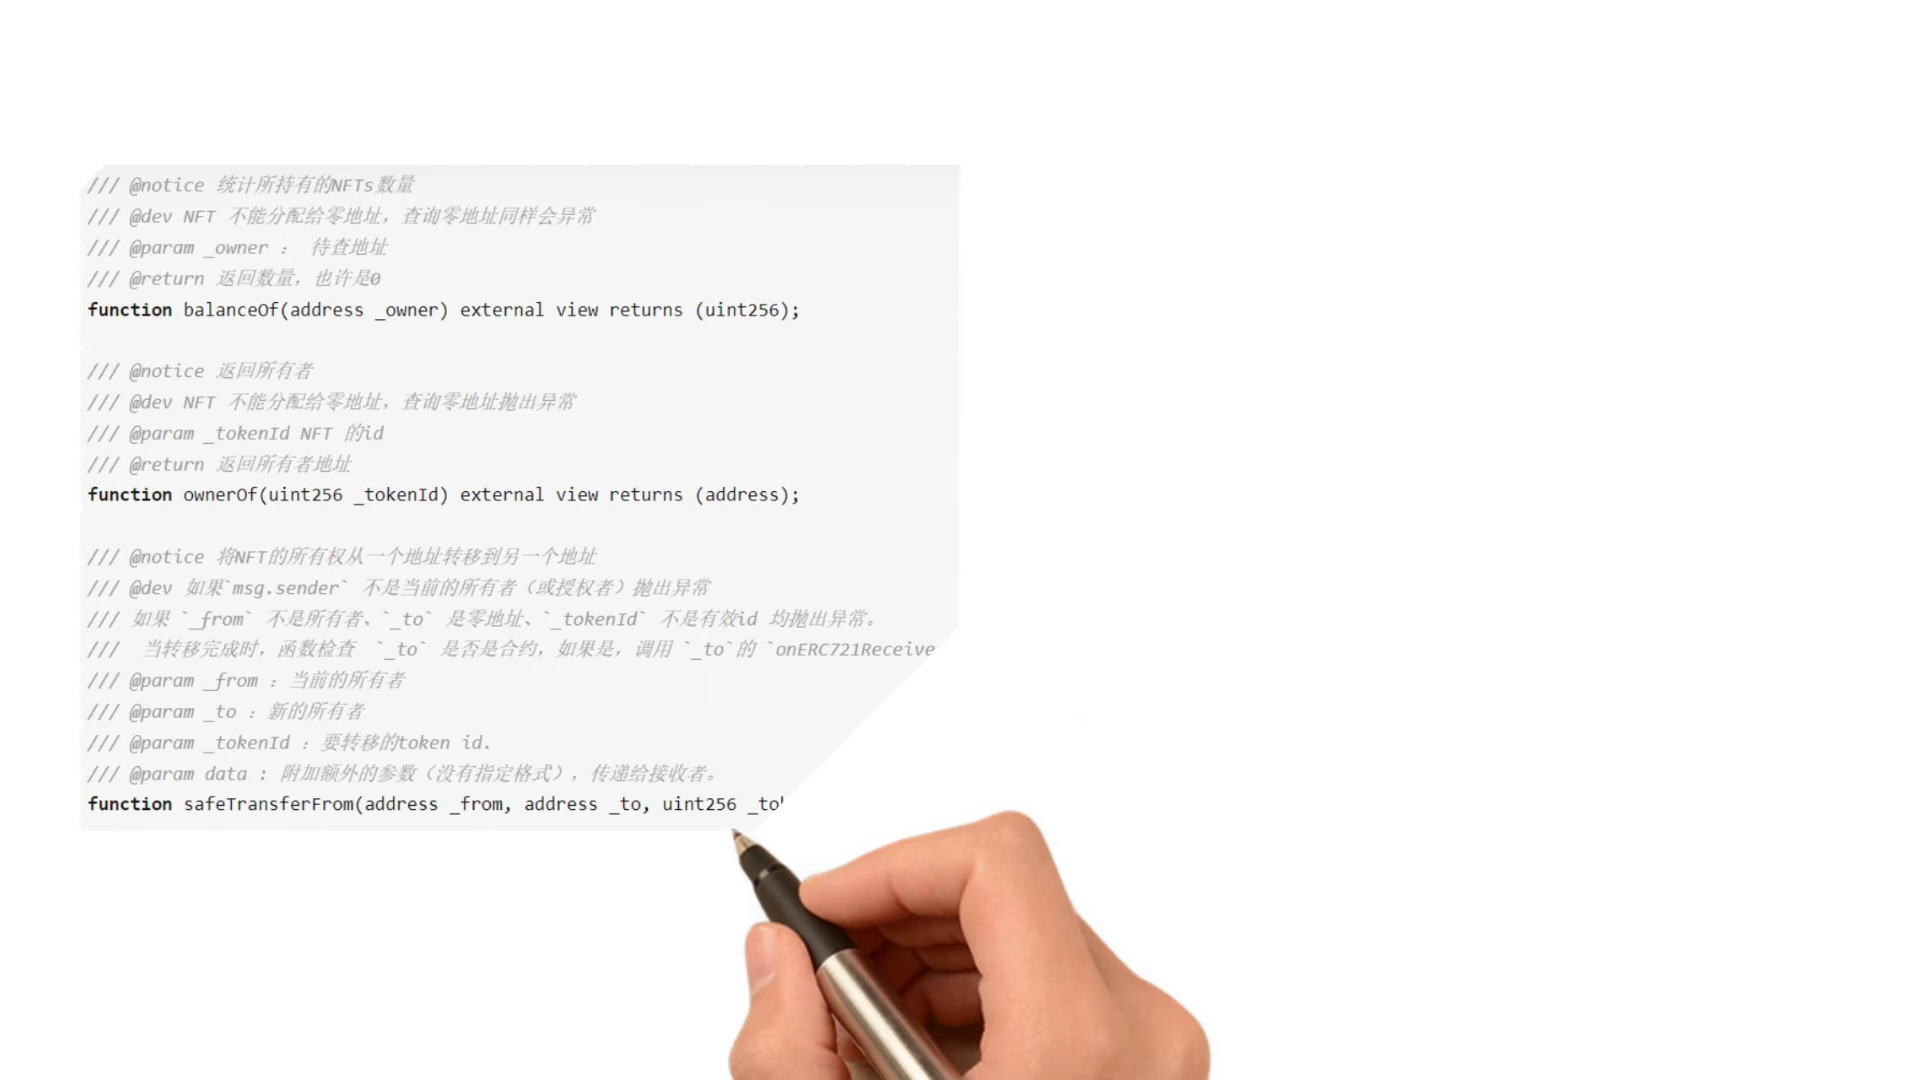 /// @notice 统计所持有的NFTs数量
/// @dev NFT 不能分配给零地址，查询零地址同样会异常
/// @param _owner ： 待查地址
/// @return 返回数量，也许是0
function balanceOf(address _owner) external view returns (uint256);
/// @notice 返回所有者
/// @dev NFT 不能分配给零地址，查询零地址抛出异常
/// @param _tokenId NFT 的id
/// @return 返回所有者地址
function ownerOf(uint256 _tokenId) external view returns (address);
/// @notice 将NFT的所有权从一个地址转移到另一个地址
/// @dev 如果`msg.sender` 不是当前的所有者（或授权者）抛出异常
/// 如果 `_from` 不是所有者、`_to` 是零地址、`_tokenId` 不是有效id 均抛出异常。
/// 当转移完成时，函数检查 `_to` 是否是合约，如果是，调用 `_to`的 `onERC721Receive
/// @param _from ：当前的所有者
/// @param _to ：新的所有者
/// @param _tokenId ：要转移的token id.
/// @param data : 附加额外的参数（没有指定格式），传递给接收者。
function safeTransferFrom(address _from, address _to, uint256 _to